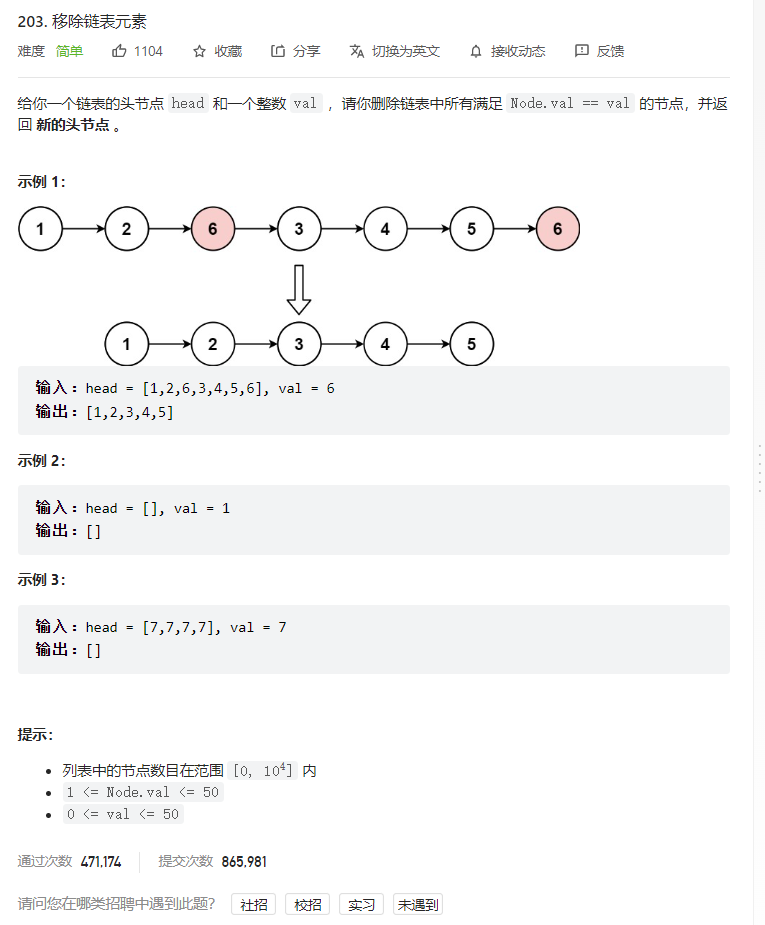 203. 移除链表元素
难度 简单 1104 收藏 分享 切换为英文 接收动态 反馈
给你一个链表的头节点 head 和一个整数 val ，请你删除链表中所有满足 Node.val == val 的节点，并返
回 新的头节点 。
示例 1：
1 2 6 3 4 5 6
1 2 3 4 5
输入：head = [1,2,6,3,4,5,6], val = 6
输出：[1,2,3,4,5]
示例 2：
输入：head = [], val = 1
输出：[]
示例 3：
输入：head = [7,7,7,7], val = 7
输出：[]
提示：
列表中的节点数目在范围 [0, 10⁴] 内
1 <= Node.val <= 50
0 <= val <= 50
通过次数 471,174 提交次数 865,981
请问您在哪类招聘中遇到此题？ 社招 校招 实习 未遇到